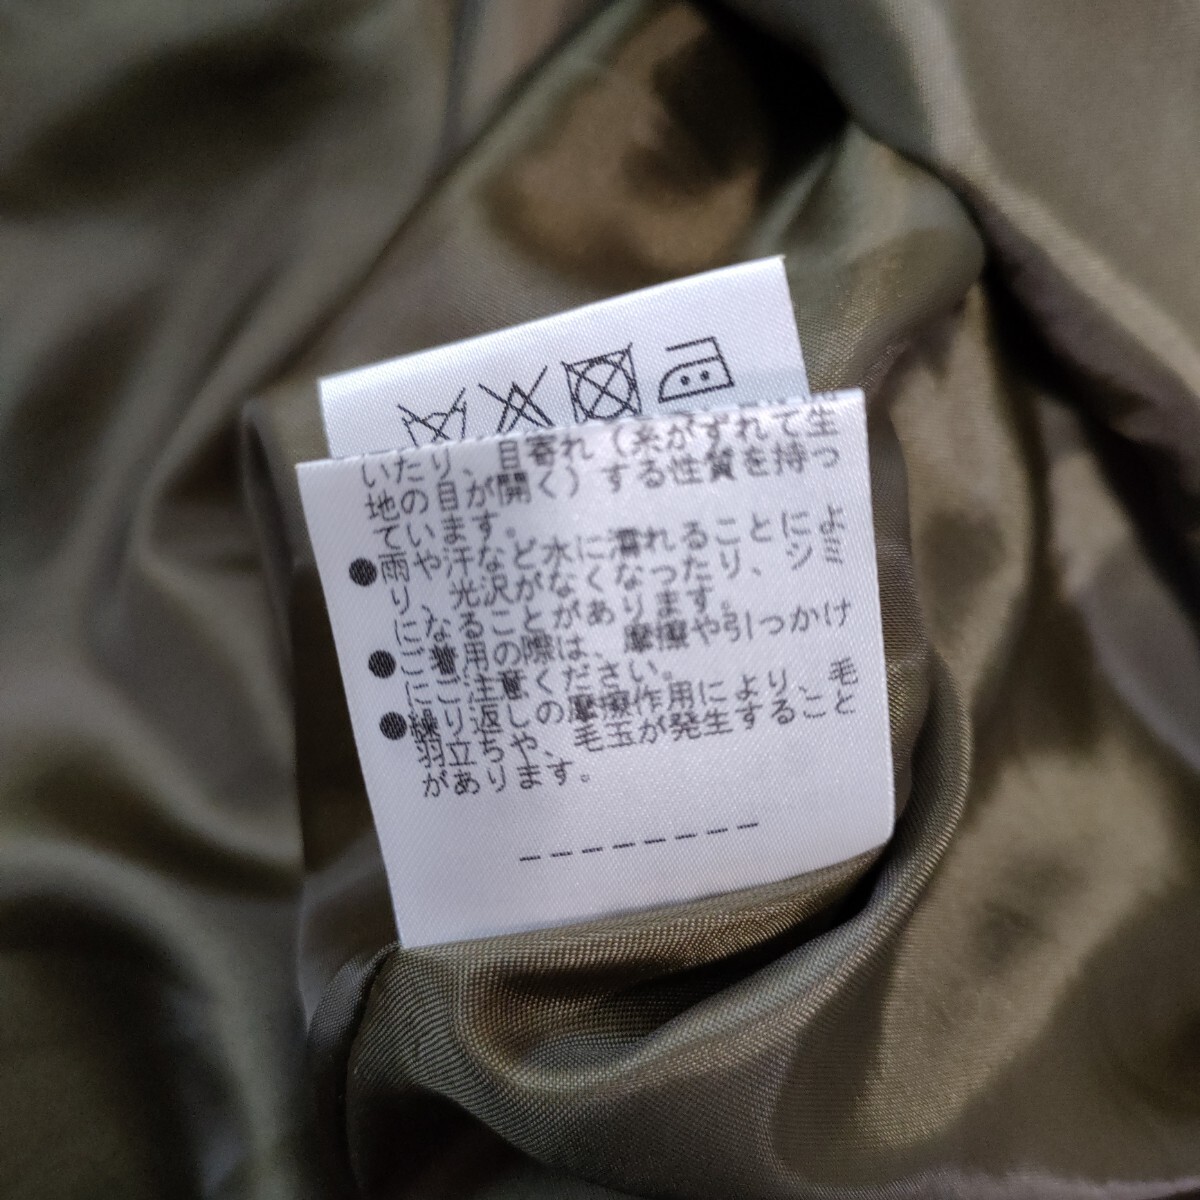 いたり、目寄れ（糸がずれて生
地の目が開く）する性質を持っ
ています。
●雨や汗など水に濡れることによ
り、光沢がなくなったり、シミ
になることがあります。
●ご着用の際は、摩擦や引っかけ
にご注意ください。
●繰り返しの摩擦作用により、毛
羽立ちや、毛玉が発生すること
があります。
--------